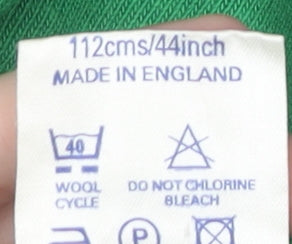 112cms/44inch
MADE IN ENGLAND
40
WOOL DO NOT CHLORINE
CYCLE BLEACH
P